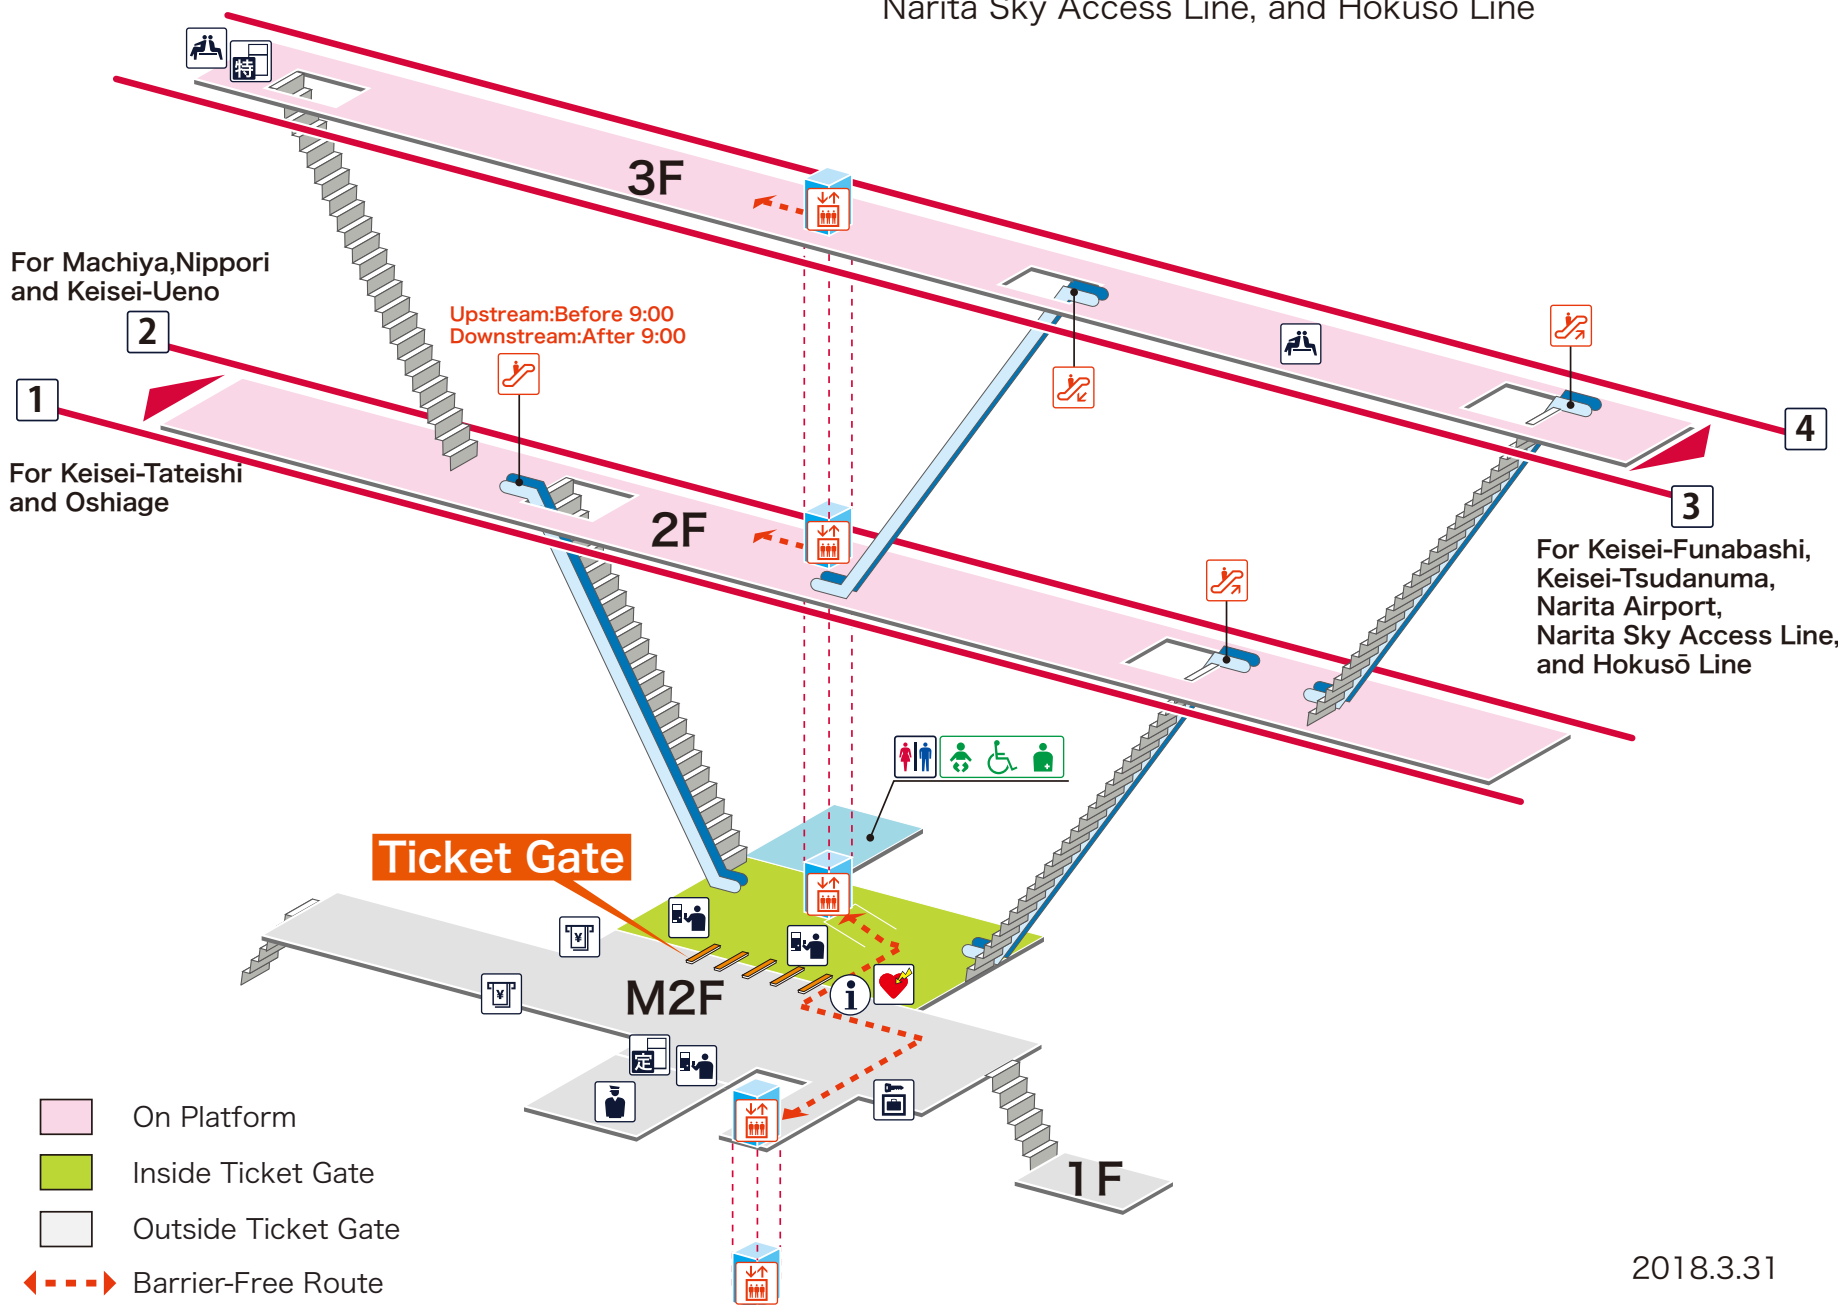 Narita Sky Access Line, and Hokusō Line
特
3F
For Machiya,Nippori
and Keisei-Ueno
2
Upstream:Before 9:00
Downstream:After 9:00
1
4
For Keisei-Tateishi
and Oshiage
3
2F
For Keisei-Funabashi,
Keisei-Tsudanuma,
Narita Airport,
Narita Sky Access Line,
and Hokusō Line
Ticket Gate
¥
¥
M2F
i
定
On Platform
Inside Ticket Gate
1F
Outside Ticket Gate
Barrier-Free Route
2018.3.31